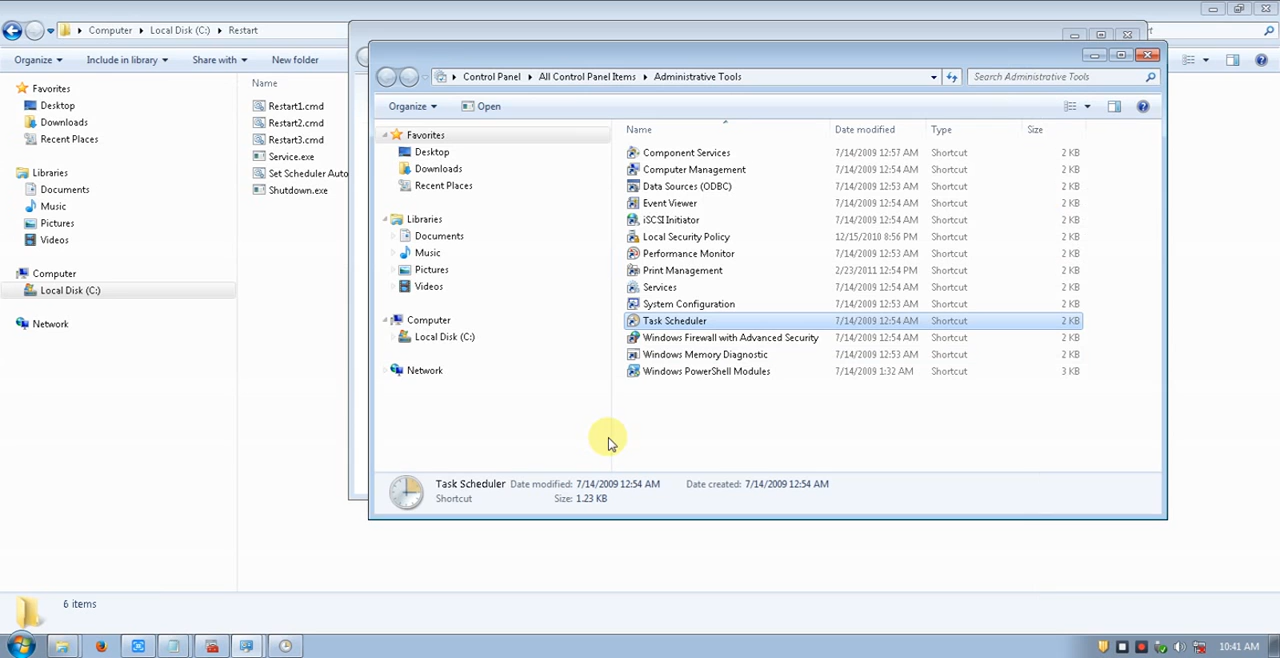 Computer Local Disk (C:) Restart
Organize Include in library Share with New folder
Favorites
Desktop
Downloads
Recent Places
Libraries
Documents
Music
Pictures
Videos
Computer
Local Disk (C:)
Network
Name
Restart1.cmd
Restart2.cmd
Restart3.cmd
Service.exe
Set Scheduler Auto
Shutdown.exe
6 items
Control Panel All Control Panel Items Administrative Tools
Search Administrative Tools
Organize Open
Favorites
Desktop
Downloads
Recent Places
Libraries
Documents
Music
Pictures
Videos
Computer
Local Disk (C:)
Network
Name Date modified Type Size
Component Services 7/14/2009 12:57 AM Shortcut 2 KB
Computer Management 7/14/2009 12:54 AM Shortcut 2 KB
Data Sources (ODBC) 7/14/2009 12:53 AM Shortcut 2 KB
Event Viewer 7/14/2009 12:54 AM Shortcut 2 KB
iSCSI Initiator 7/14/2009 12:54 AM Shortcut 2 KB
Local Security Policy 12/15/2010 8:56 PM Shortcut 2 KB
Performance Monitor 7/14/2009 12:53 AM Shortcut 2 KB
Print Management 2/23/2011 12:54 PM Shortcut 2 KB
Services 7/14/2009 12:54 AM Shortcut 2 KB
System Configuration 7/14/2009 12:53 AM Shortcut 2 KB
Task Scheduler 7/14/2009 12:54 AM Shortcut 2 KB
Windows Firewall with Advanced Security 7/14/2009 12:54 AM Shortcut 2 KB
Windows Memory Diagnostic 7/14/2009 12:53 AM Shortcut 2 KB
Windows PowerShell Modules 7/14/2009 1:32 AM Shortcut 3 KB
Task Scheduler Date modified: 7/14/2009 12:54 AM Date created: 7/14/2009 12:54 AM
Shortcut Size: 1.23 KB
10:41 AM